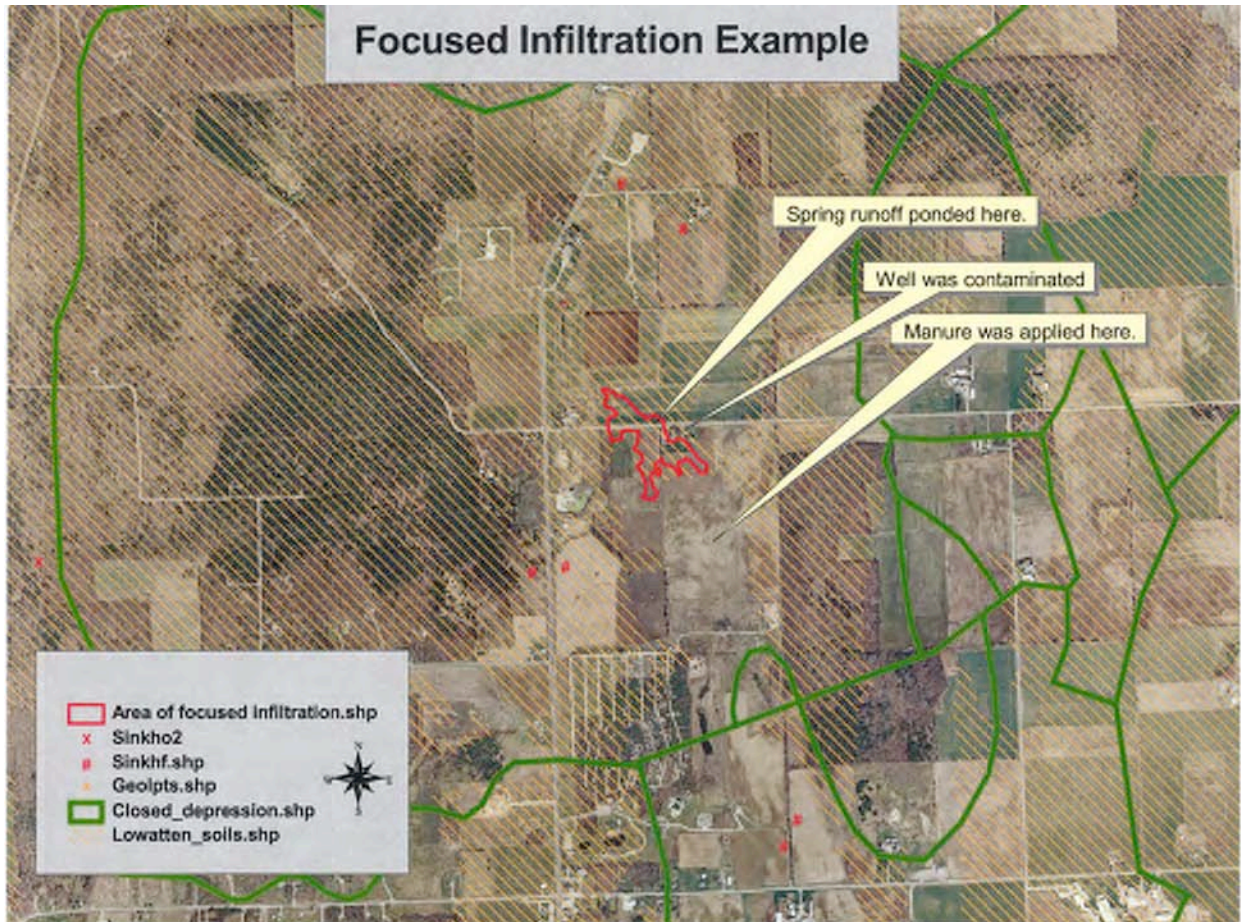 Focused Infiltration Example
Spring runoff ponded here.
Well was contaminated
Manure was applied here.
Area of focused infiltration.shp
Sinkho2
Sinkhf.shp
Geolpts.shp
Closed_depression.shp
Lowatten_soils.shp
N
W
E
S